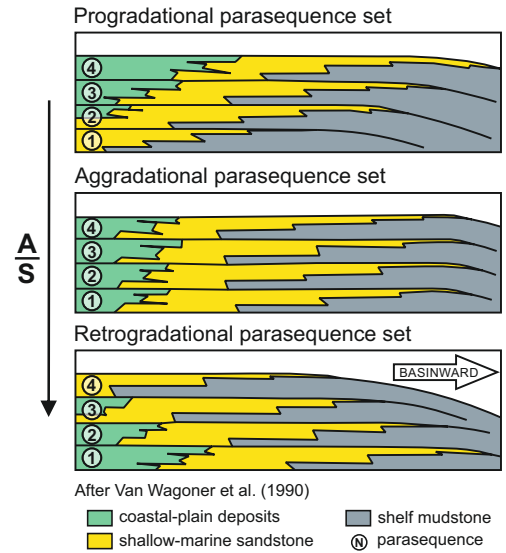 Progradational parasequence set
4
3
2
1
Aggradational parasequence set
4
3
2
1
A
S
Retrogradational parasequence set
BASINWARD
4
3
2
1
After Van Wagoner et al. (1990)
coastal-plain deposits
shelf mudstone
shallow-marine sandstone
N parasequence